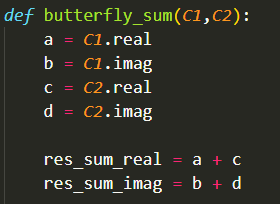 def butterfly_sum(C1,C2):
    a = C1.real
    b = C1.imag
    c = C2.real
    d = C2.imag

    res_sum_real = a + c
    res_sum_imag = b + d